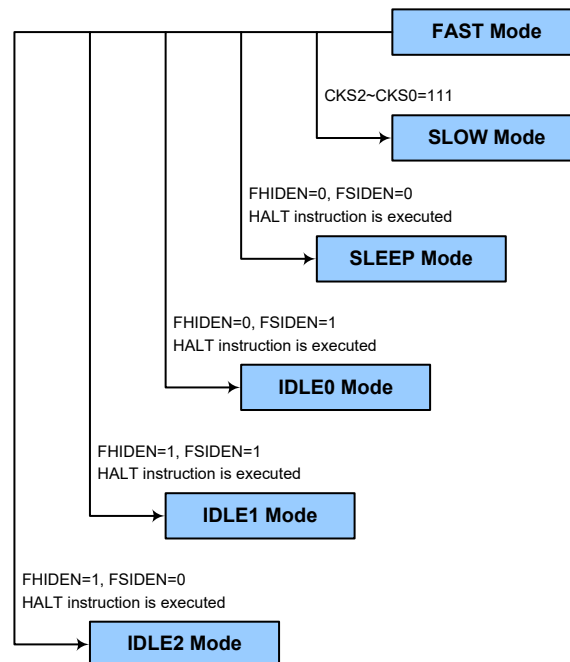 FAST Mode
CKS2~CKS0=111
SLOW Mode
FHIDEN=0, FSIDEN=0
HALT instruction is executed
SLEEP Mode
FHIDEN=0, FSIDEN=1
HALT instruction is executed
IDLE0 Mode
FHIDEN=1, FSIDEN=1
HALT instruction is executed
IDLE1 Mode
FHIDEN=1, FSIDEN=0
HALT instruction is executed
IDLE2 Mode